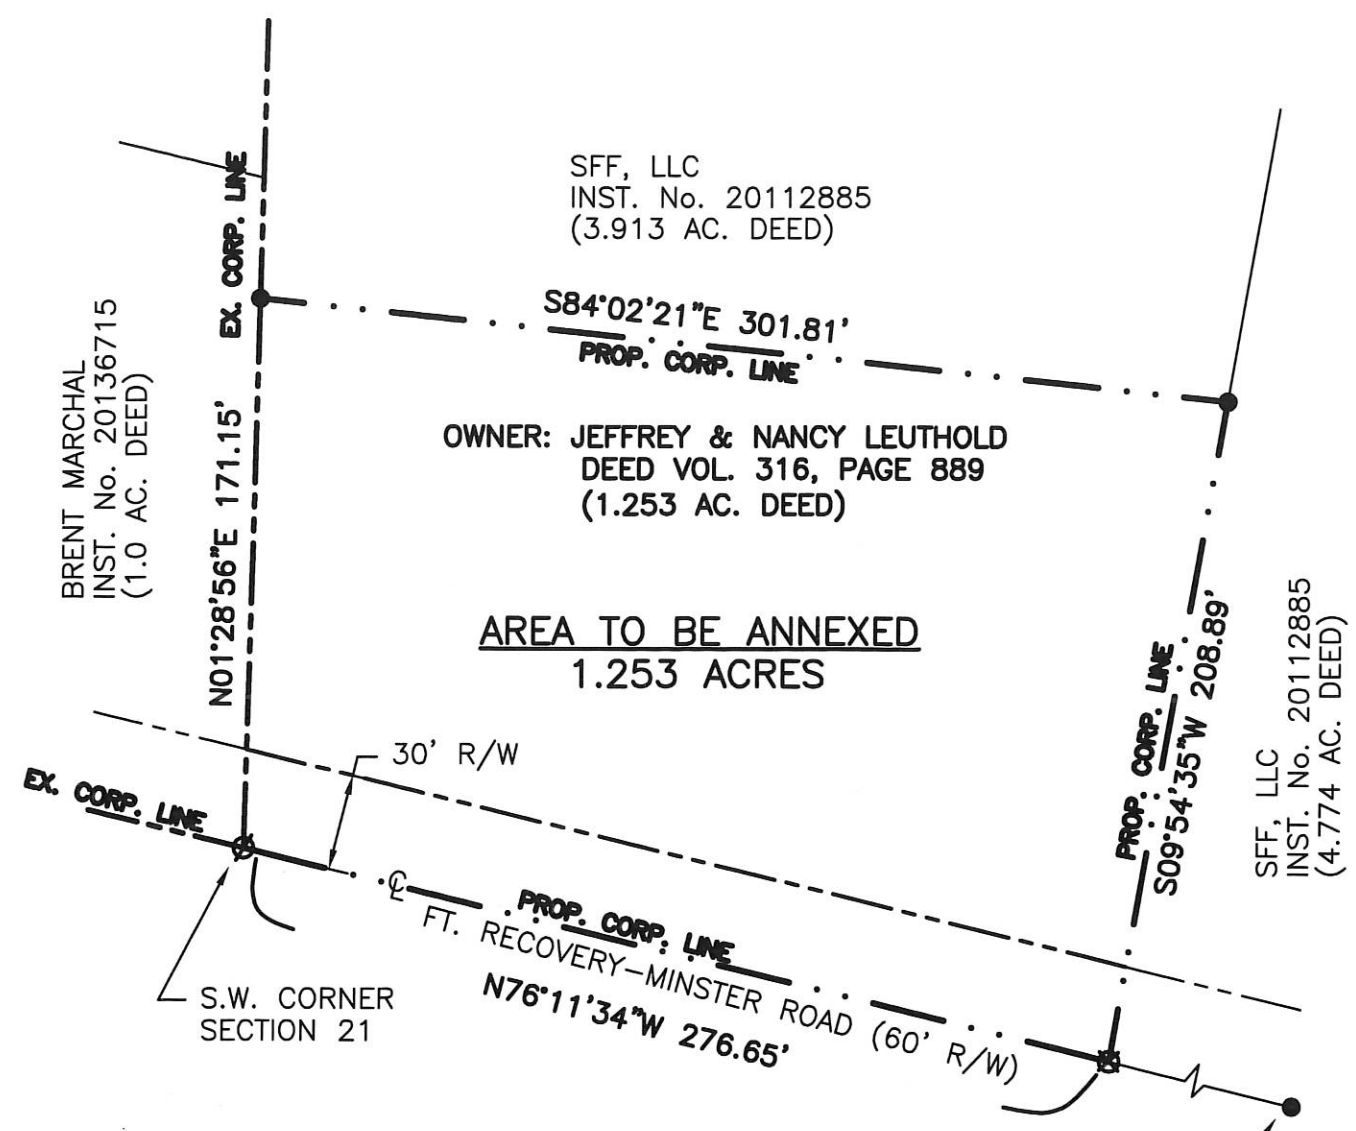 EX. CORP. LINE
SFF, LLC
INST. No. 20112885
(3.913 AC. DEED)
S84°02'21"E 301.81'
PROP. CORP. LINE
BRENT MARCHAL
INST. No. 20136715
(1.0 AC. DEED)
N01°28'56"E 171.15'
OWNER: JEFFREY & NANCY LEUTHOLD
DEED VOL. 316, PAGE 889
(1.253 AC. DEED)
AREA TO BE ANNEXED
1.253 ACRES
PROP. CORP. LINE
S09°54'35"W 208.89'
SFF, LLC
INST. No. 20112885
(4.774 AC. DEED)
30' R/W
EX. CORP. LINE
℄
PROP. CORP. LINE
FT. RECOVERY-MINSTER ROAD (60' R/W)
N76°11'34"W 276.65'
S.W. CORNER
SECTION 21